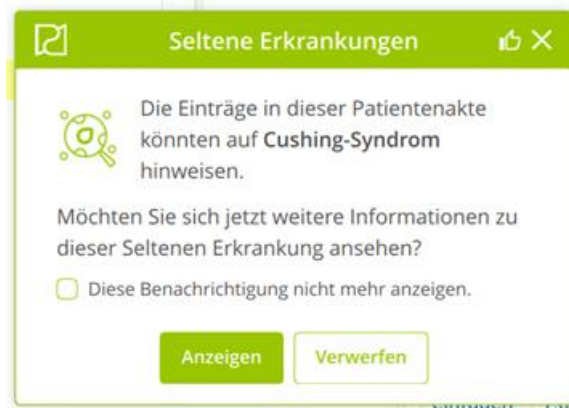 Seltene Erkrankungen
Die Einträge in dieser Patientenakte
könnten auf Cushing-Syndrom
hinweisen.
Möchten Sie sich jetzt weitere Informationen zu
dieser Seltenen Erkrankung ansehen?
Diese Benachrichtigung nicht mehr anzeigen.
Anzeigen
Verwerfen